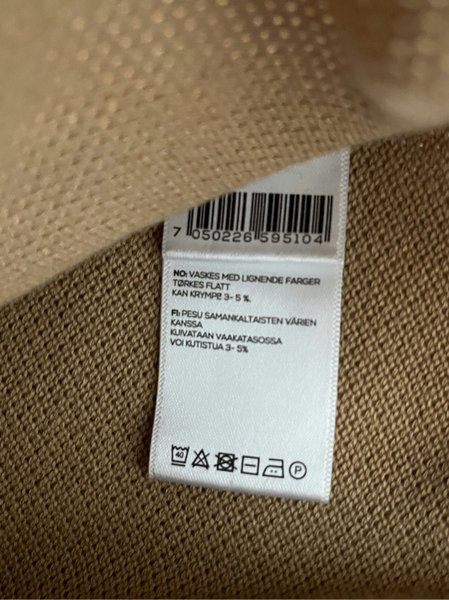 7 050226 595104
NO: VASKES MED LIGNENDE FARGER
TØRKES FLATT
KAN KRYMPE 3- 5 %.
FI: PESU SAMANKALTAISTEN VÄRIEN
KANSSA
KUIVATAAN VAAKATASOSSA
VOI KUTISTUA 3- 5%
40 P